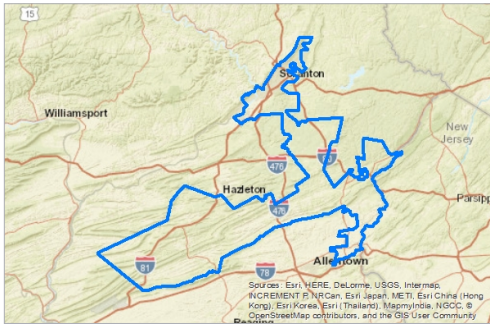 15
Scranton
Williamsport
New
Jersey
476
Hazleton
Parsipp
476
81
78
Allentown
Sources: Esri, HERE, DeLorme, USGS, Intermap,
INCREMENT P, NRCan, Esri Japan, METI, Esri China (Hong
Kong), Esri Korea, Esri (Thailand), MapmyIndia, NGCC, ©
OpenStreetMap contributors, and the GIS User Community
Reading